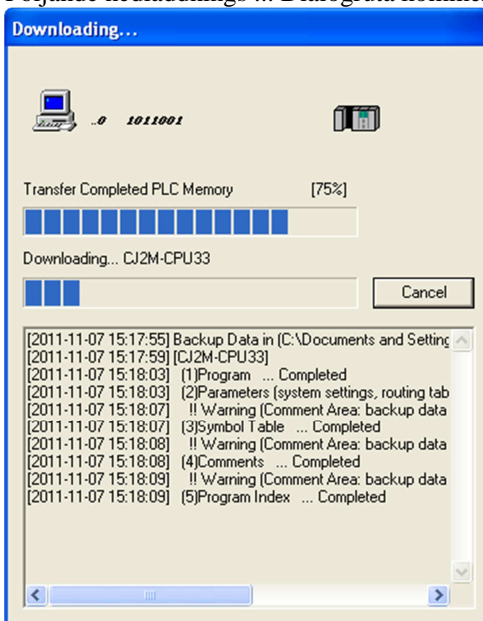 Downloading...
..0 1011001
Transfer Completed PLC Memory [75%]
Downloading... CJ2M-CPU33
Cancel
[2011-11-07 15:17:55] Backup Data in (C:\Documents and Setting
[2011-11-07 15:17:59] [CJ2M-CPU33]
[2011-11-07 15:18:03] (1)Program ... Completed
[2011-11-07 15:18:03] (2)Parameters (system settings, routing tab
[2011-11-07 15:18:07] !! Warning (Comment Area: backup data
[2011-11-07 15:18:07] (3)Symbol Table ... Completed
[2011-11-07 15:18:08] !! Warning (Comment Area: backup data
[2011-11-07 15:18:08] (4)Comments ... Completed
[2011-11-07 15:18:09] !! Warning (Comment Area: backup data
[2011-11-07 15:18:09] (5)Program Index ... Completed